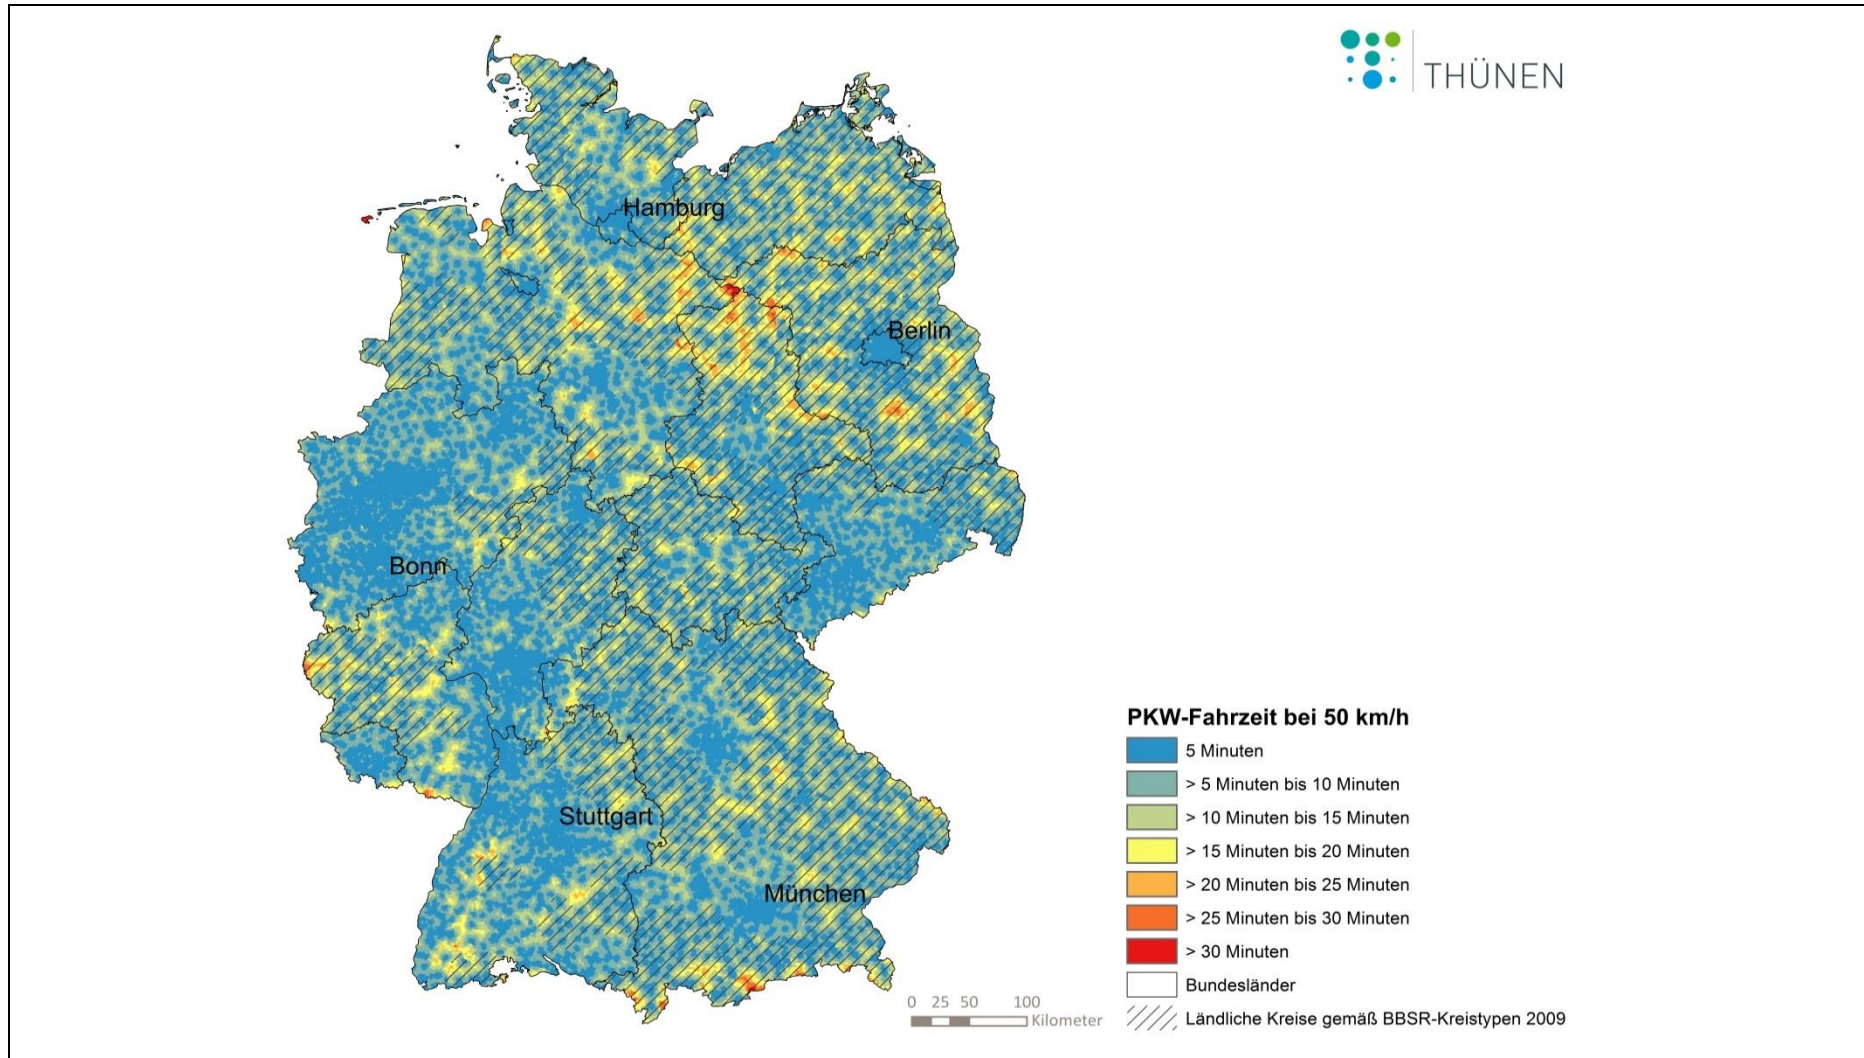 THÜNEN
Hamburg
Berlin
Bonn
Stuttgart
München
PKW-Fahrzeit bei 50 km/h
5 Minuten
> 5 Minuten bis 10 Minuten
> 10 Minuten bis 15 Minuten
> 15 Minuten bis 20 Minuten
> 20 Minuten bis 25 Minuten
> 25 Minuten bis 30 Minuten
> 30 Minuten
Bundesländer
Ländliche Kreise gemäß BBSR-Kreistypen 2009
0 25 50 100
Kilometer